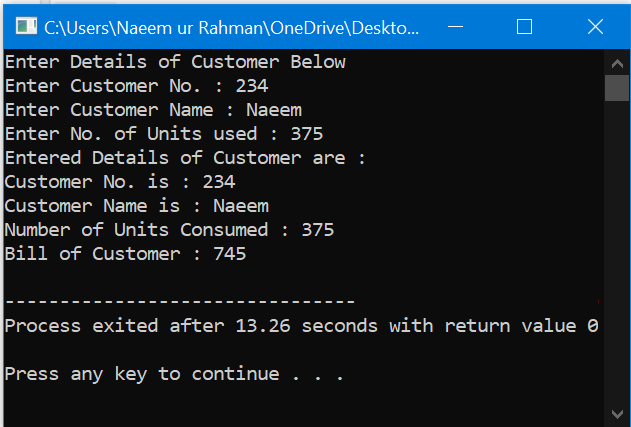 C:\Users\Naeem ur Rahman\OneDrive\Deskto...
Enter Details of Customer Below
Enter Customer No. : 234
Enter Customer Name : Naeem
Enter No. of Units used : 375
Entered Details of Customer are :
Customer No. is : 234
Customer Name is : Naeem
Number of Units Consumed : 375
Bill of Customer : 745
--------------------------------
Process exited after 13.26 seconds with return value 0
Press any key to continue . . .